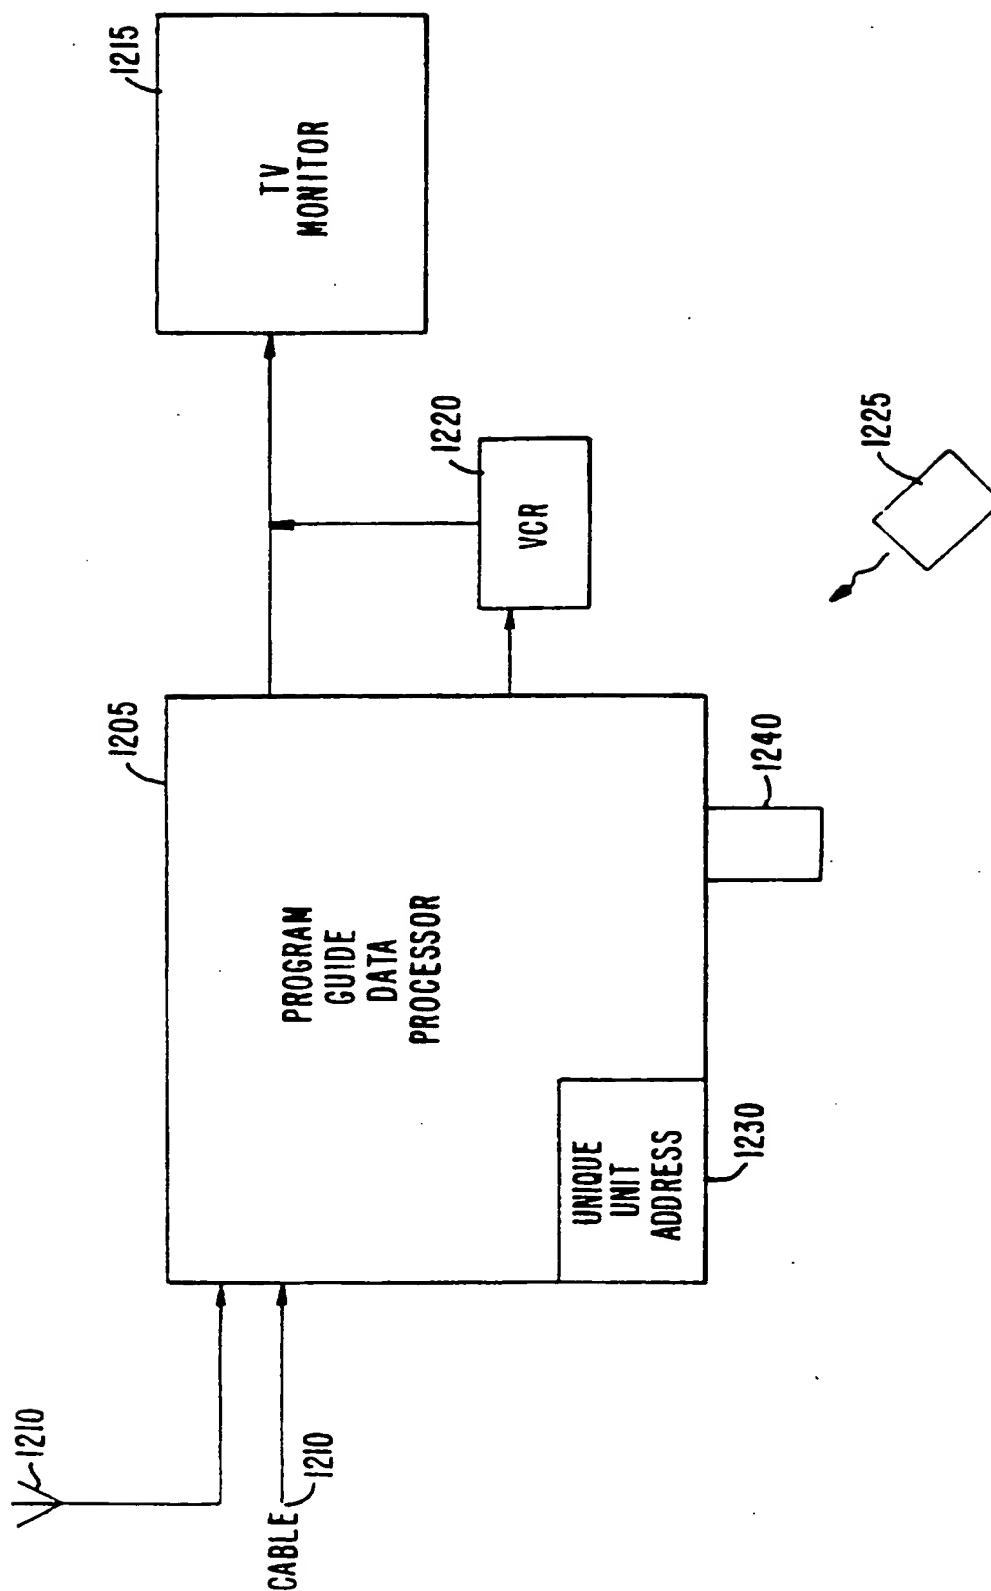 1210
CABLE
1210
1205
PROGRAM
GUIDE
DATA
PROCESSOR
UNIQUE
UNIT
ADDRESS
1230
1240
1220
VCR
1215
TV
MONITOR
1225